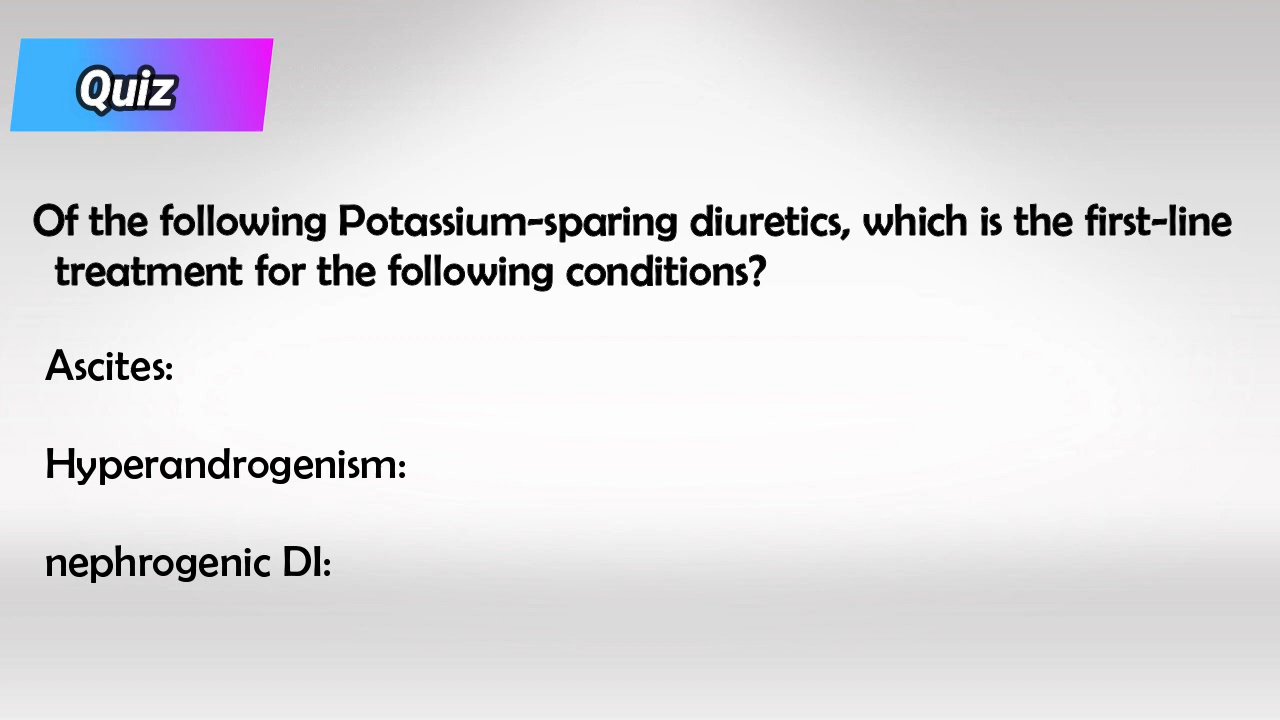 Quiz
Of the following Potassium-sparing diuretics, which is the first-line
treatment for the following conditions?
Ascites:
Hyperandrogenism:
nephrogenic DI: